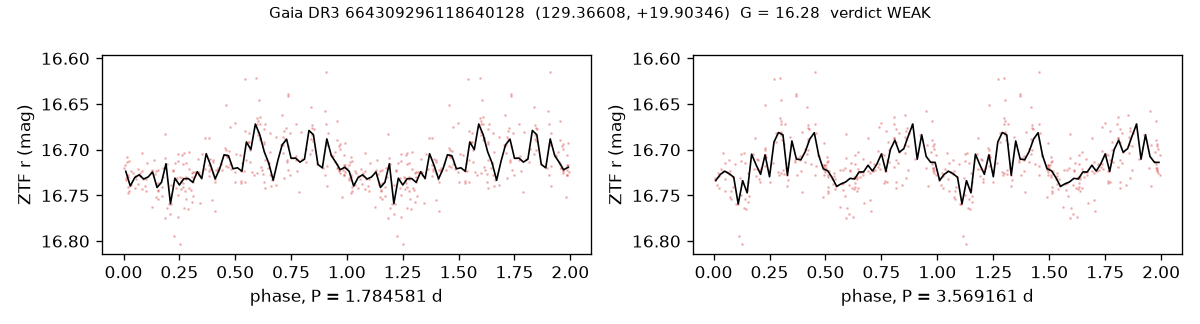 Gaia DR3 664309296118640128  (129.36608, +19.90346)  G = 16.28  verdict WEAK
ZTF r (mag)
16.60
16.65
16.70
16.75
16.80
0.00 0.25 0.50 0.75 1.00 1.25 1.50 1.75 2.00
phase, P = 1.784581 d
ZTF r (mag)
16.60
16.65
16.70
16.75
16.80
0.00 0.25 0.50 0.75 1.00 1.25 1.50 1.75 2.00
phase, P = 3.569161 d